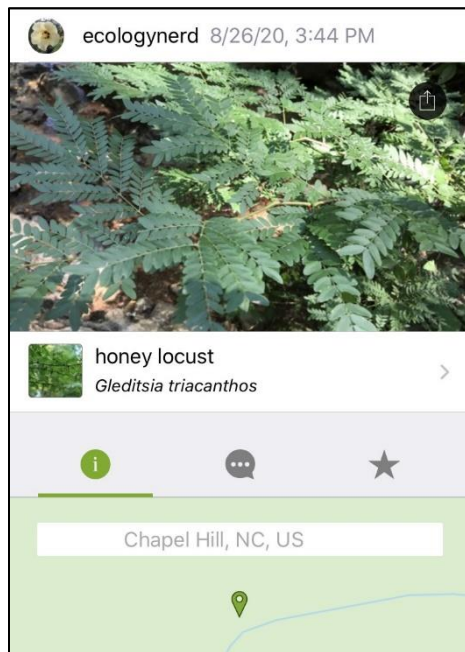 ecologynerd 8/26/20, 3:44 PM
honey locust
Gleditsia triacanthos
Chapel Hill, NC, US